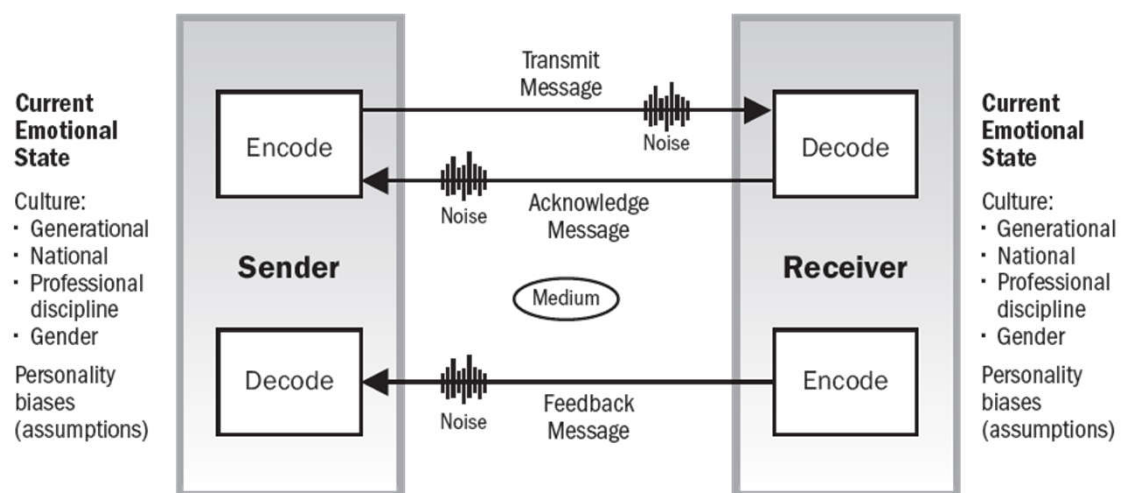 Current
Emotional
State
Culture:
· Generational
· National
· Professional
discipline
· Gender
Personality
biases
(assumptions)
Encode
Sender
Decode
Transmit
Message
Noise
Noise
Acknowledge
Message
Medium
Noise
Feedback
Message
Decode
Receiver
Encode
Current
Emotional
State
Culture:
· Generational
· National
· Professional
discipline
· Gender
Personality
biases
(assumptions)